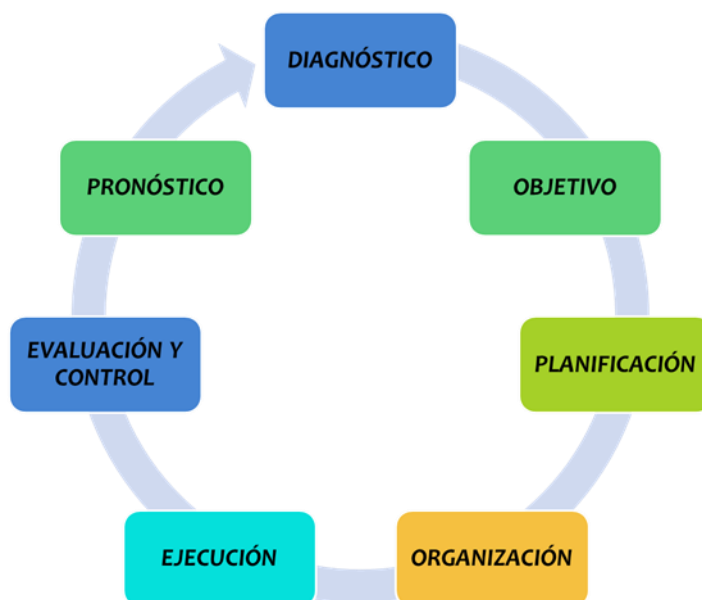 DIAGNÓSTICO
OBJETIVO
PLANIFICACIÓN
ORGANIZACIÓN
EJECUCIÓN
EVALUACIÓN Y
CONTROL
PRONÓSTICO